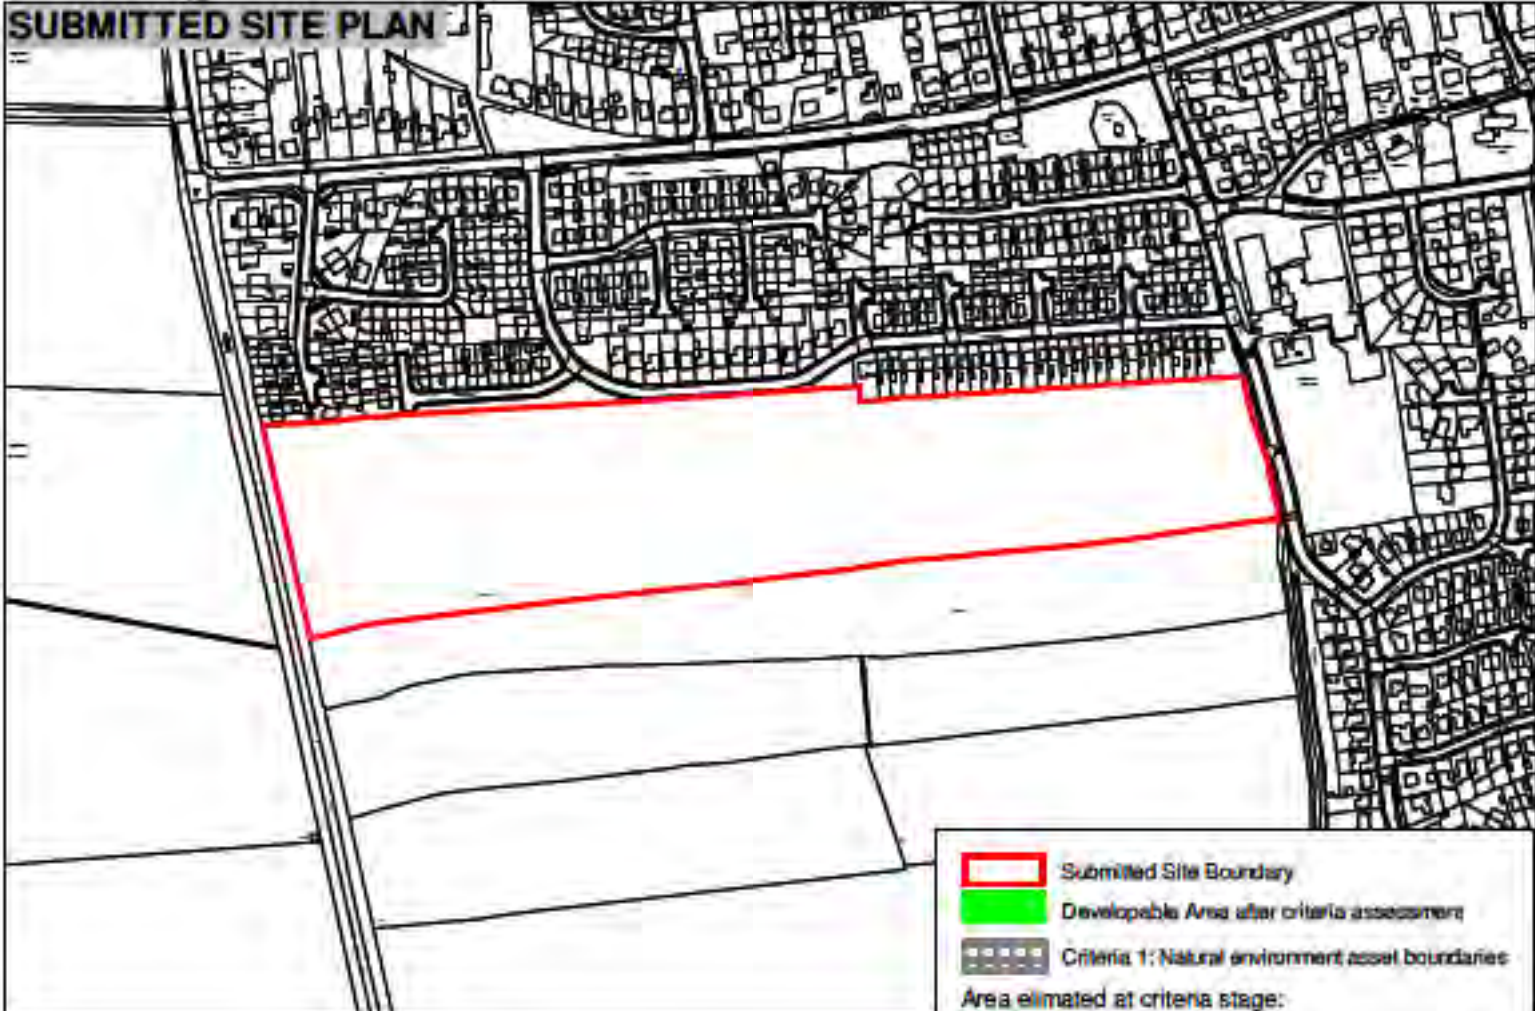 SUBMITTED SITE PLAN
Submitted Site Boundary
Developable Area after criteria assessment
Criteria 1: Natural environment asset boundaries
Area elimated at criteria stage: